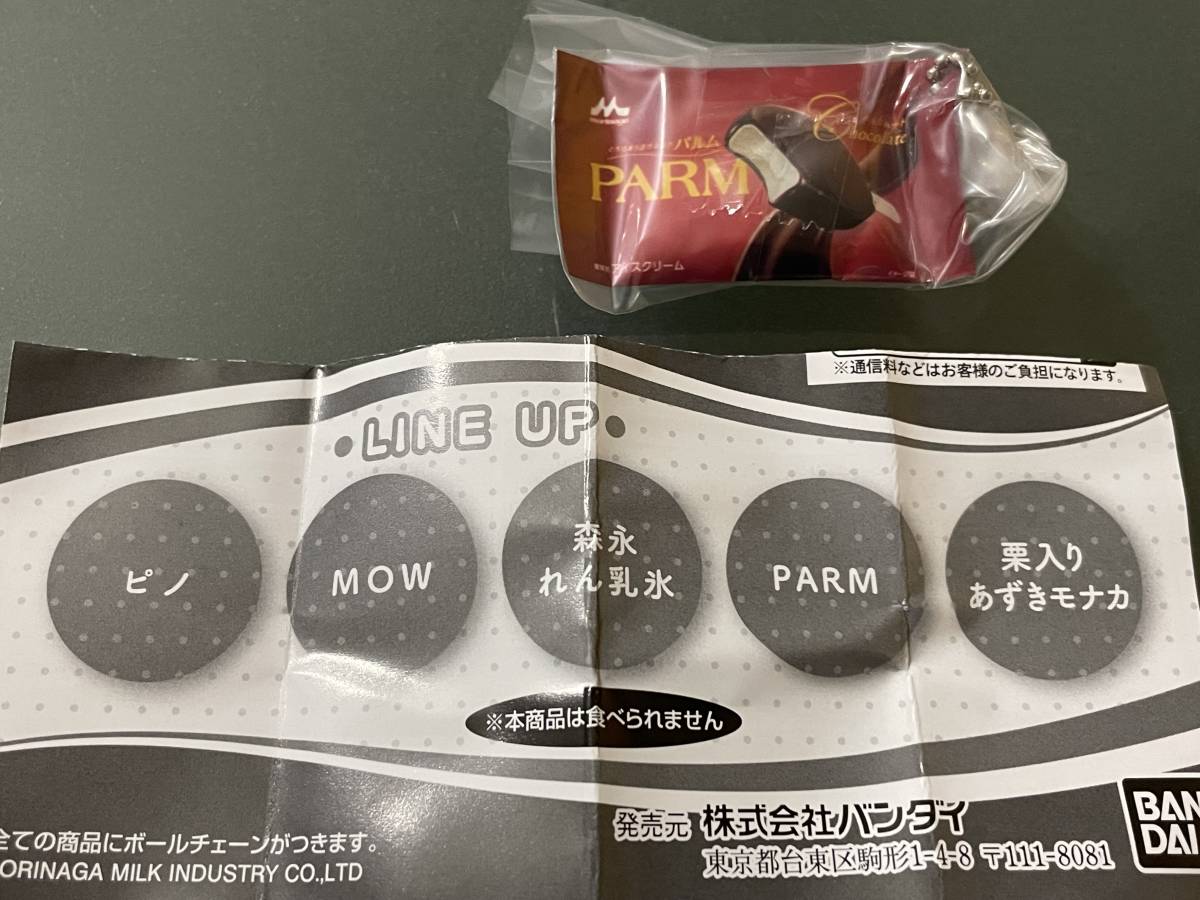 パルム
Chocolate
PARM
アイスクリーム
※通信料などはお客様のご負担になります。
•LINE UP•
ピノ
MOW
森永
れん乳氷
PARM
栗入り
あずきモナカ
※本商品は食べられません
全ての商品にボールチェーンがつきます。
ORINAGA MILK INDUSTRY CO.,LTD
発売元 株式会社バンダイ
東京都台東区駒形1-4-8 〒111-8081
BAN
DAI